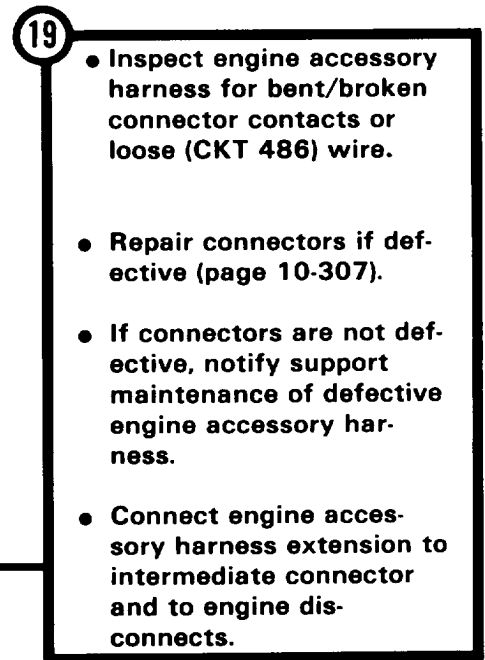 19
● Inspect engine accessory
harness for bent/broken
connector contacts or
loose (CKT 486) wire.
● Repair connectors if def-
ective (page 10-307).
● If connectors are not def-
ective, notify support
maintenance of defective
engine accessory har-
ness.
● Connect engine acces-
sory harness extension to
intermediate connector
and to engine dis-
connects.